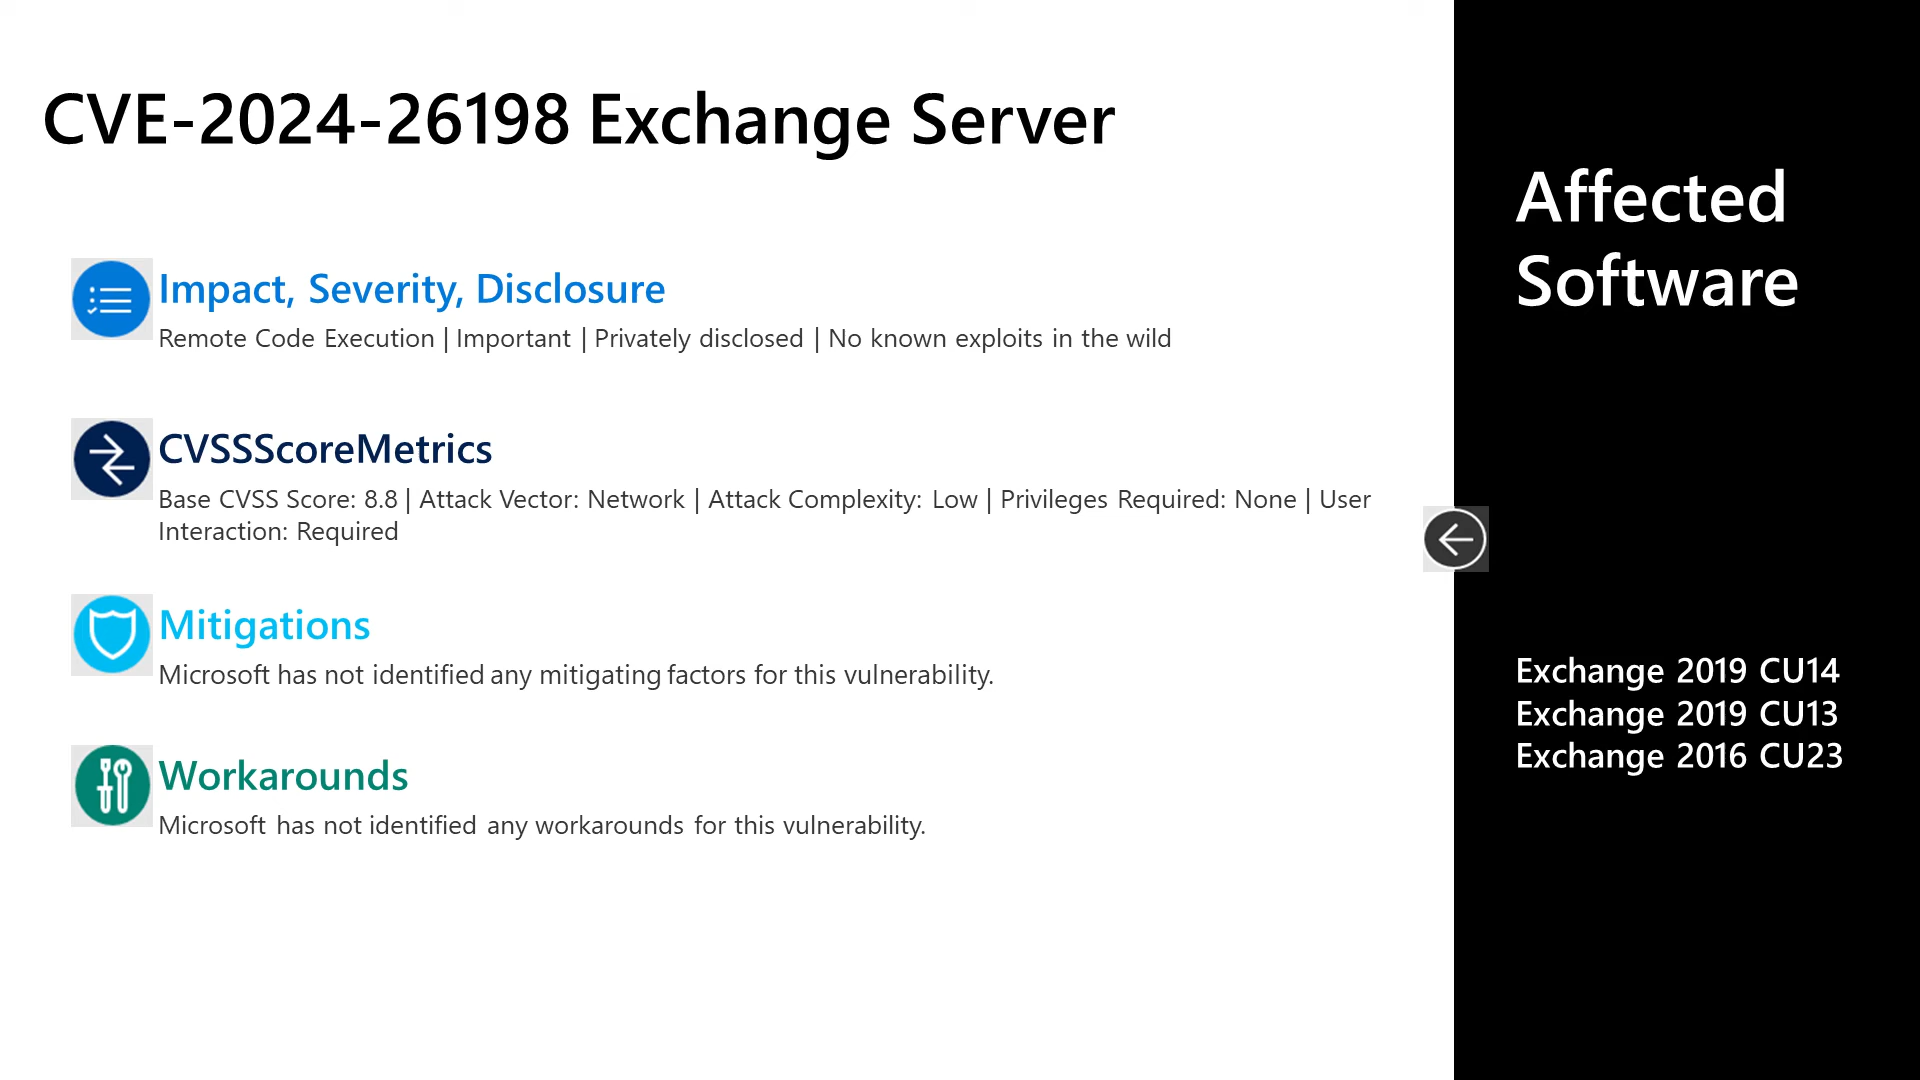 CVE-2024-26198 Exchange Server
Impact, Severity, Disclosure
Remote Code Execution | Important | Privately disclosed | No known exploits in the wild
CVSSScoreMetrics
Base CVSS Score: 8.8 | Attack Vector: Network | Attack Complexity: Low | Privileges Required: None | User
Interaction: Required
Mitigations
Microsoft has not identified any mitigating factors for this vulnerability.
Workarounds
Microsoft has not identified any workarounds for this vulnerability.
Affected
Software
Exchange 2019 CU14
Exchange 2019 CU13
Exchange 2016 CU23